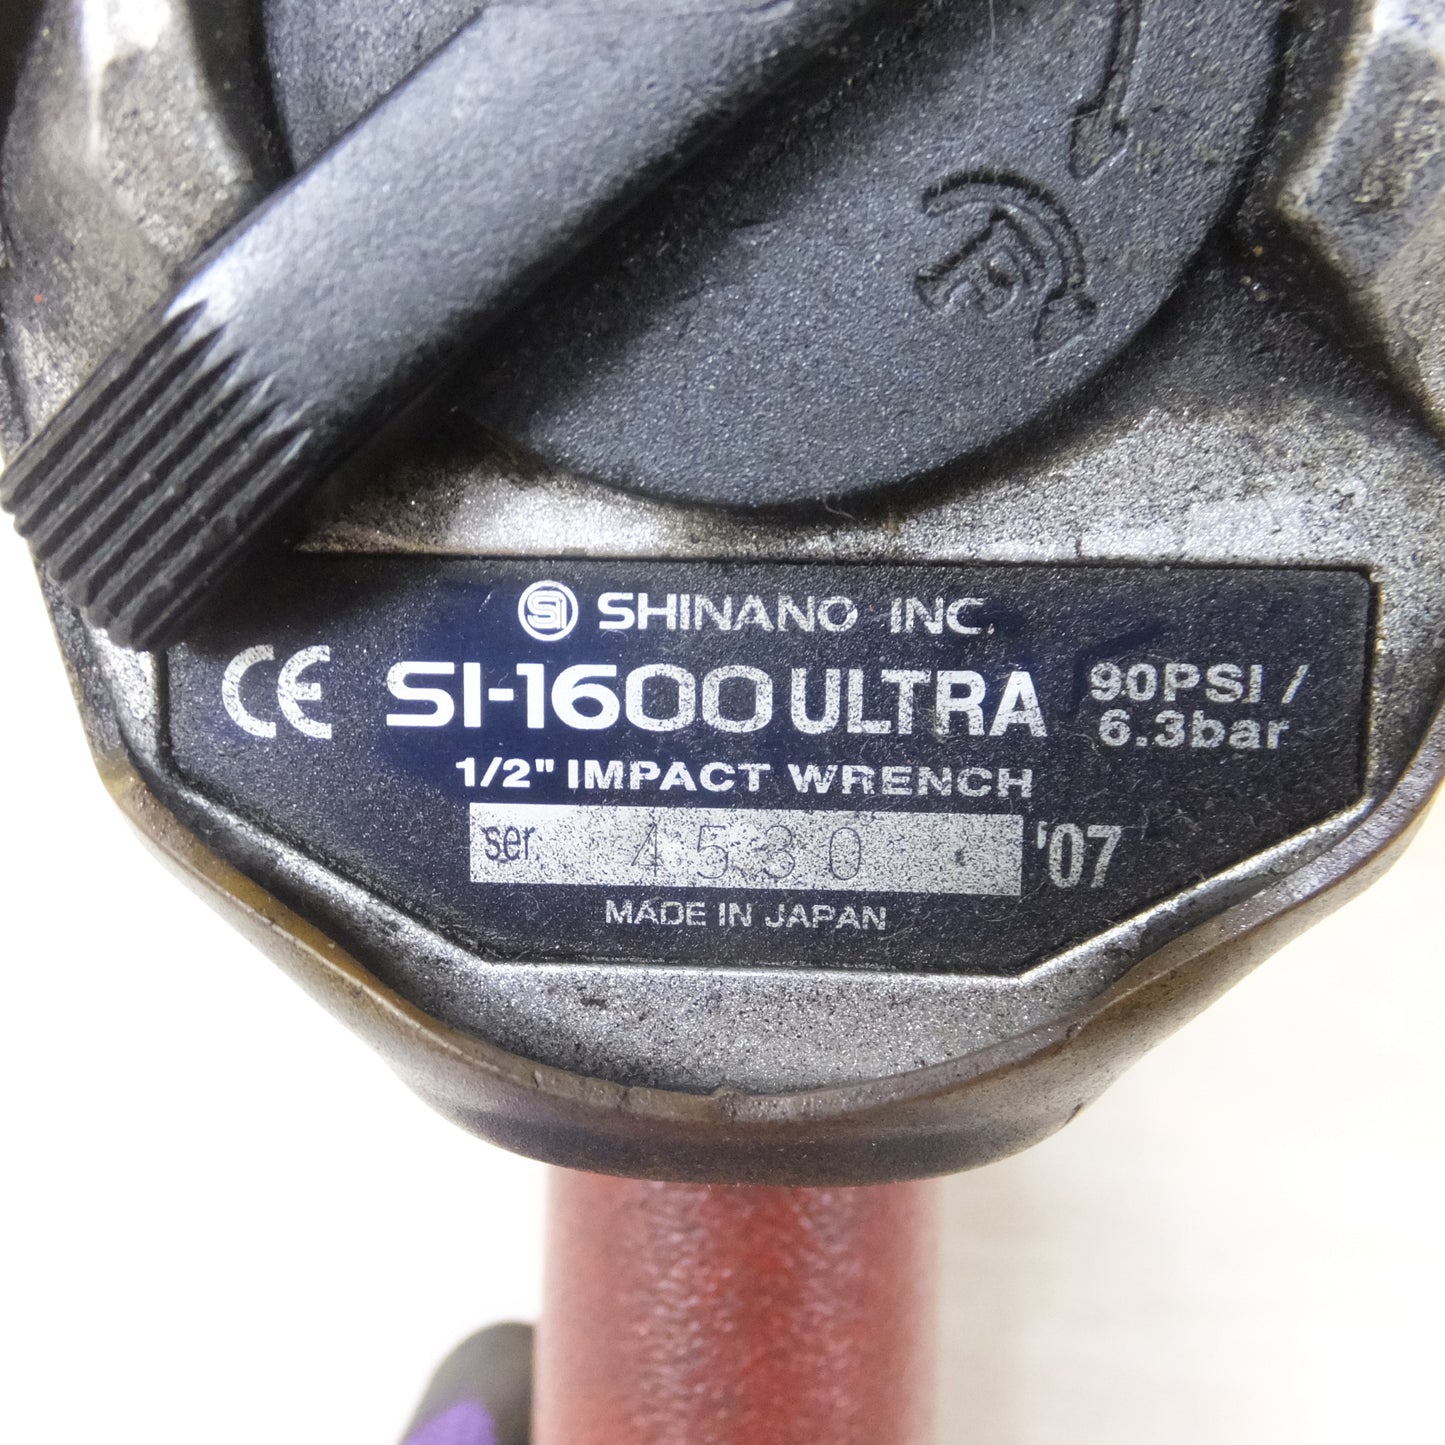 R
SI SHINANO INC.
CE SI-1600 ULTRA 90PSI /
6.3bar
1/2" IMPACT WRENCH
ser. 4530 '07
MADE IN JAPAN